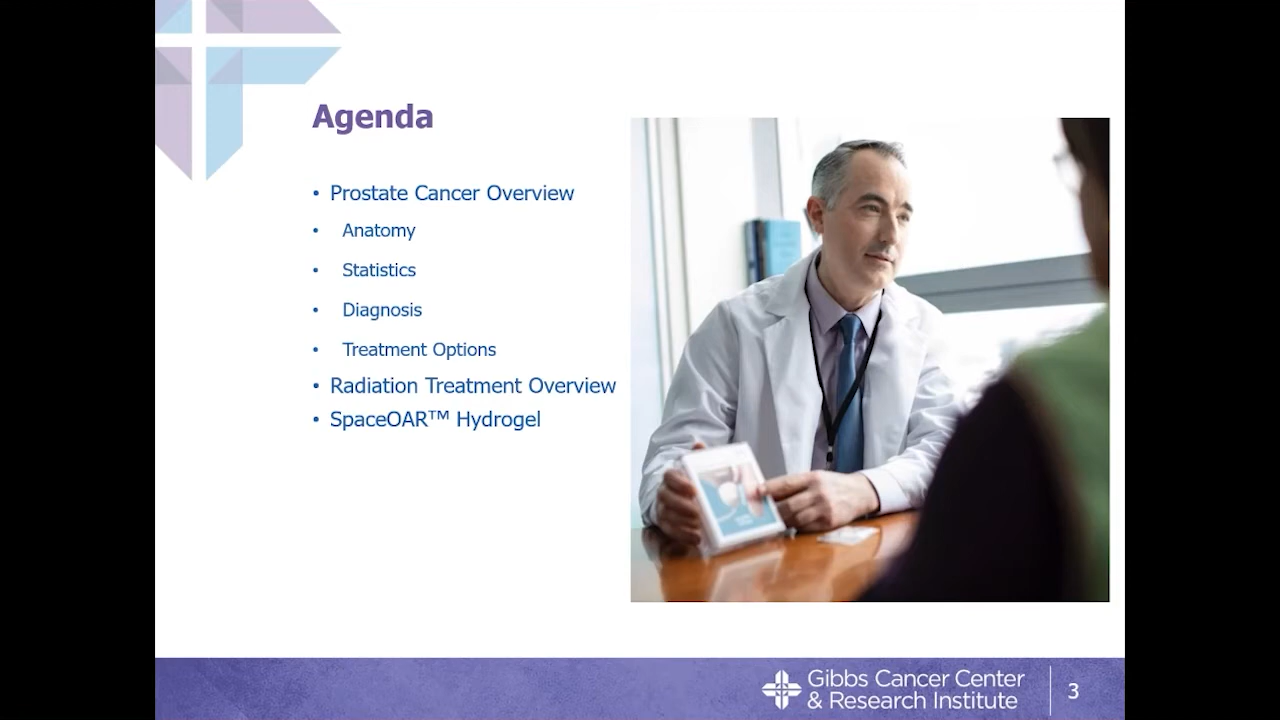 Agenda
• Prostate Cancer Overview
• Anatomy
• Statistics
• Diagnosis
• Treatment Options
• Radiation Treatment Overview
• SpaceOAR™ Hydrogel
Gibbs Cancer Center
& Research Institute
3